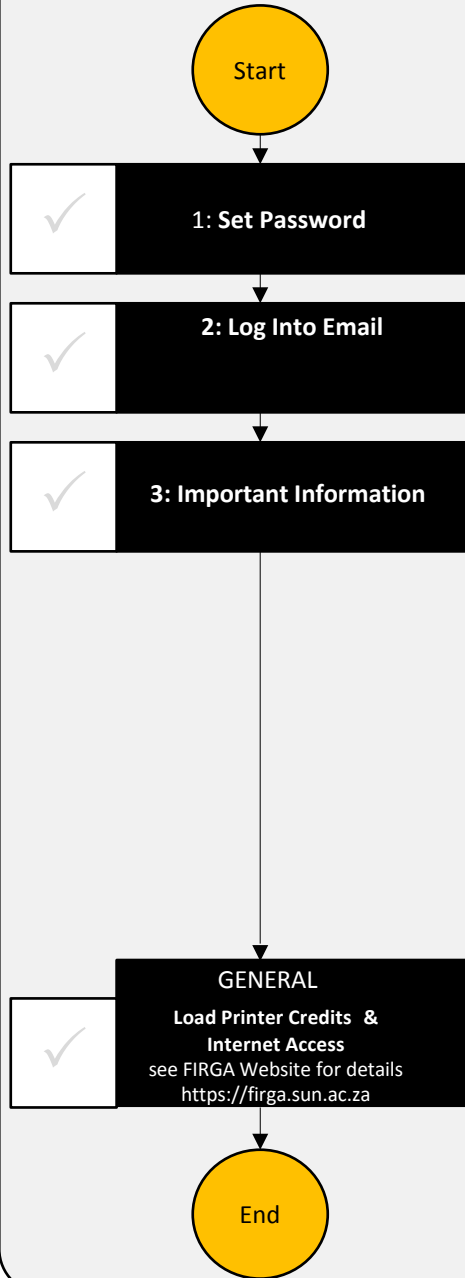 Start
1: Set Password
2: Log Into Email
3: Important Information
GENERAL
Load Printer Credits &
Internet Access
see FIRGA Website for details
https://firga.sun.ac.za
End